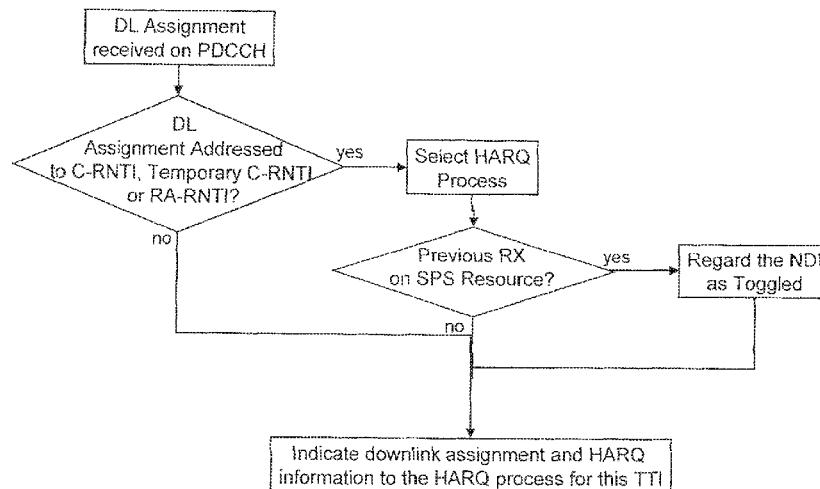 DL Assignment
received on PDCCH
DL
Assignment Addressed
to C-RNTI, Temporary C-RNTI
or RA-RNTI?
yes
Select HARQ
Process
no
Previous RX
on SPS Resource?
yes
Regard the NDI
as Toggled
no
Indicate downlink assignment and HARQ
information to the HARQ process for this TTI